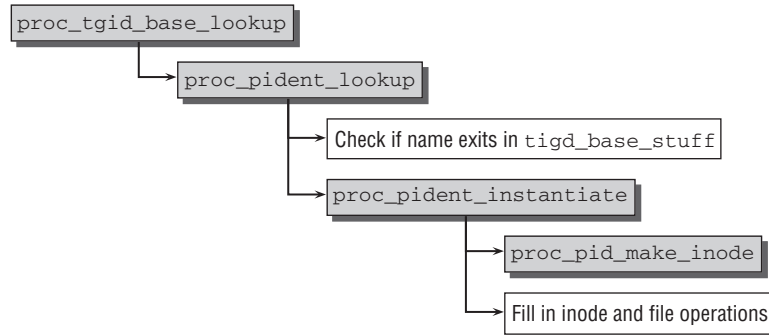 proc_tgid_base_lookup
proc_pident_lookup
Check if name exits in tigd_base_stuff
proc_pident_instantiate
proc_pid_make_inode
Fill in inode and file operations